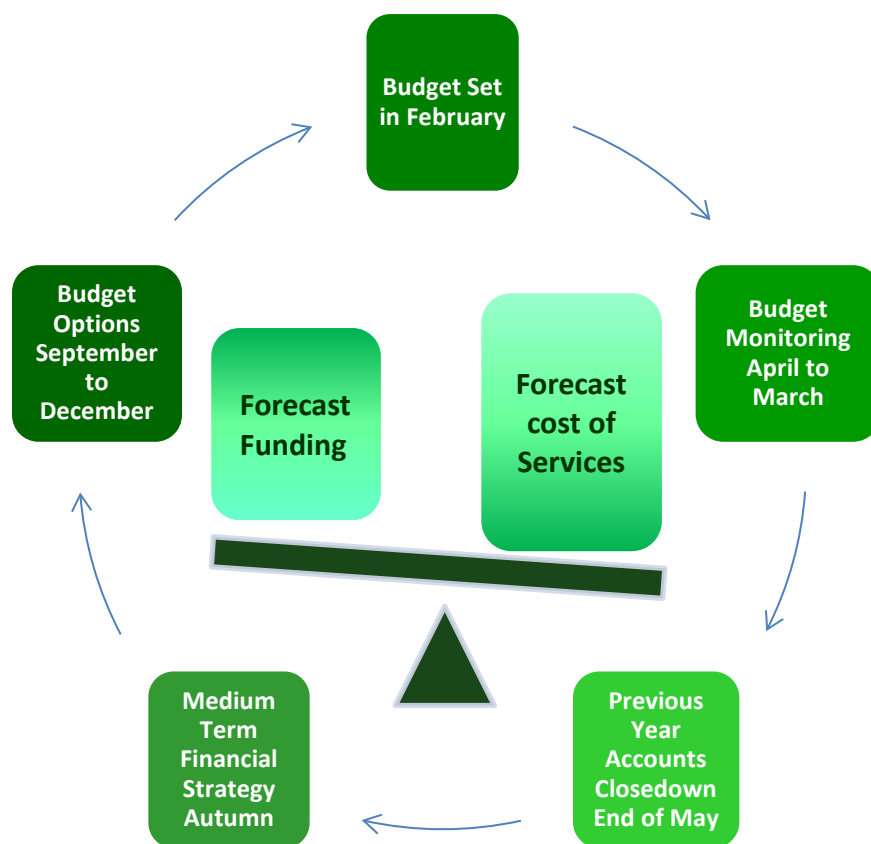 Budget Set
in February
Budget
Monitoring
April to
March
Previous
Year
Accounts
Closedown
End of May
Medium
Term
Financial
Strategy
Autumn
Budget
Options
September
to
December
Forecast
Funding
Forecast
cost of
Services